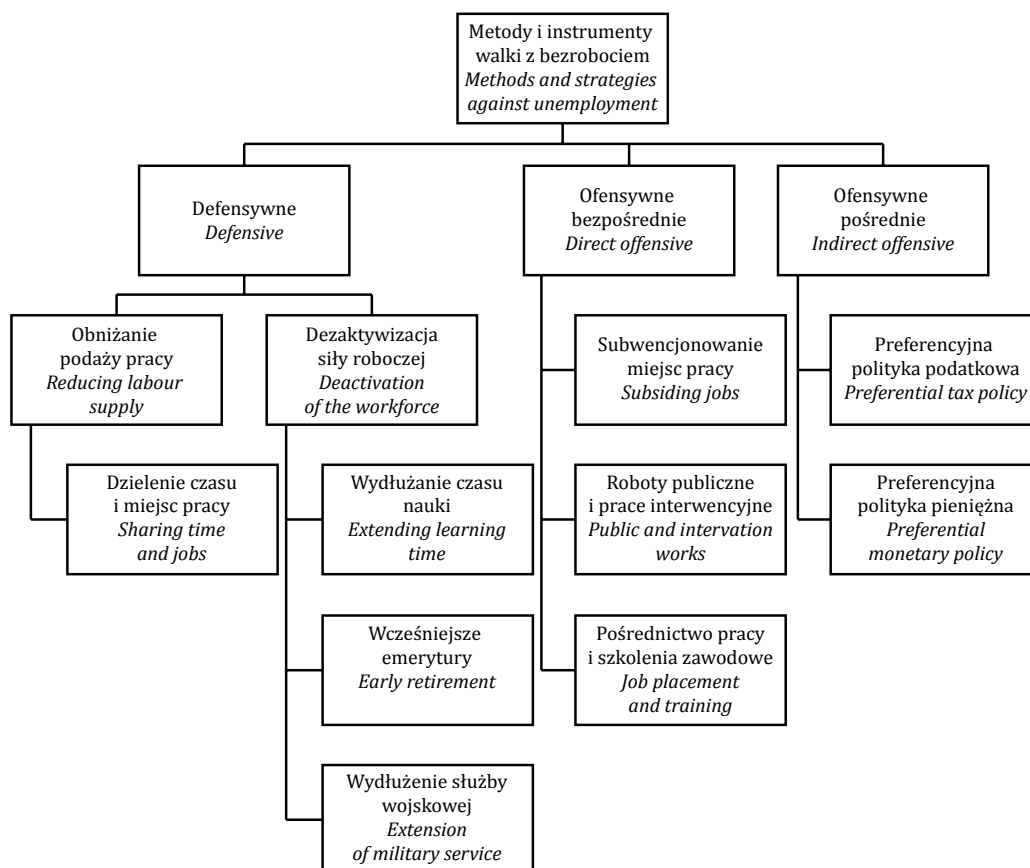 Metody i instrumenty
walki z bezrobociem
Methods and strategies
against unemployment
Defensywne
Defensive
Ofensywne
bezpośrednie
Direct offensive
Ofensywne
pośrednie
Indirect offensive
Obniżanie
podaży pracy
Reducing labour
supply
Dezaktywizacja
siły roboczej
Deactivation
of the workforce
Subwencjonowanie
miejsc pracy
Subsiding jobs
Preferencyjna
polityka podatkowa
Preferential tax policy
Dzielenie czasu
i miejsc pracy
Sharing time
and jobs
Wydłużanie czasu
nauki
Extending learning
time
Roboty publiczne
i prace interwencyjne
Public and intervation
works
Preferencyjna
polityka pieniężna
Preferential
monetary policy
Wcześniejsze
emerytury
Early retirement
Pośrednictwo pracy
i szkolenia zawodowe
Job placement
and training
Wydłużenie służby
wojskowej
Extension
of military service